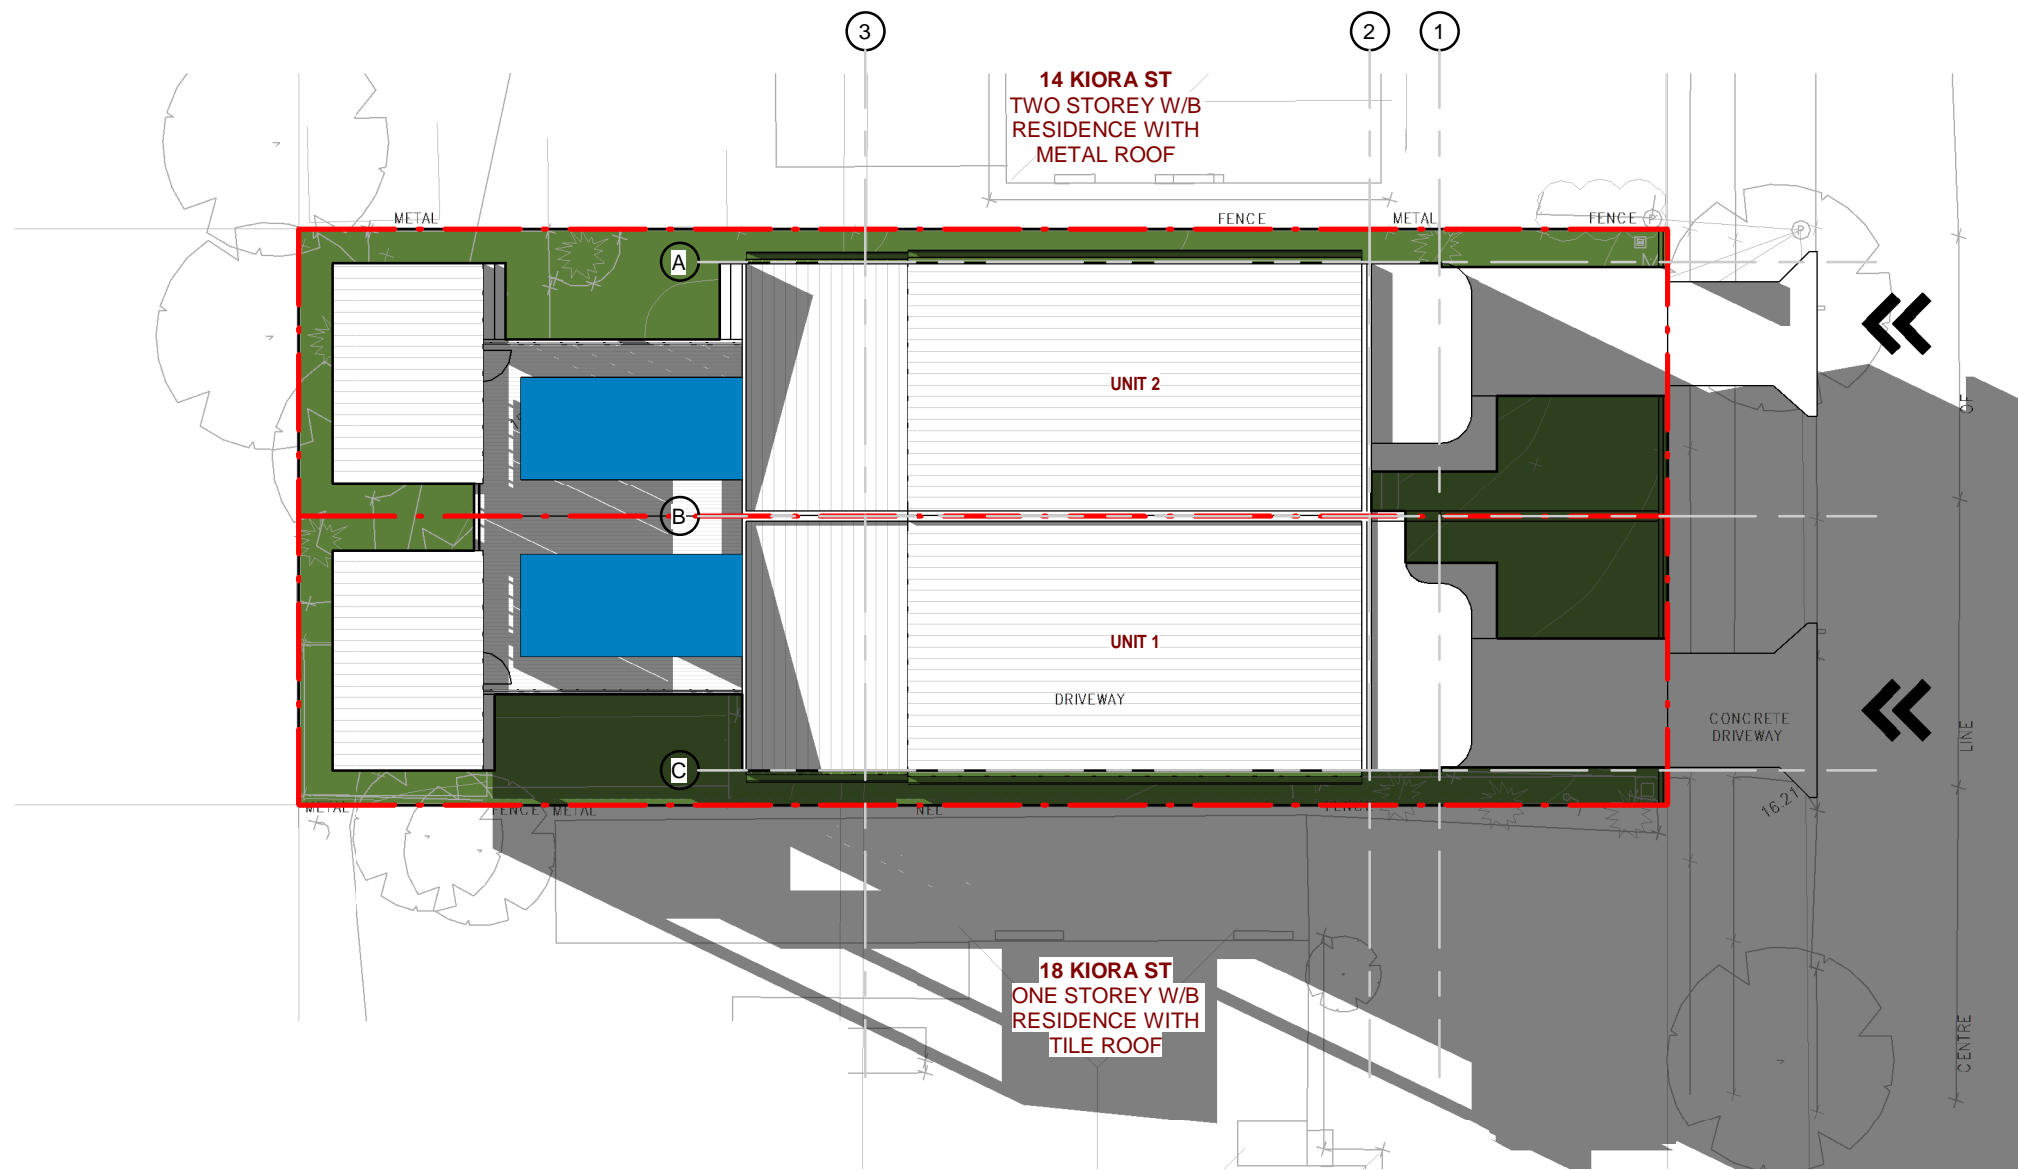 3
2
1
14 KIORA ST
TWO STOREY W/B
RESIDENCE WITH
METAL ROOF
METAL
FENCE
METAL
FENCE
P
P
A
M
UNIT 2
OF
B
UNIT 1
DRIVEWAY
CONCRETE
DRIVEWAY
LINE
C
METAL
FENCE
METAL
NEL
FENCE
16.21
18 KIORA ST
ONE STOREY W/B
RESIDENCE WITH
TILE ROOF
CENTRE